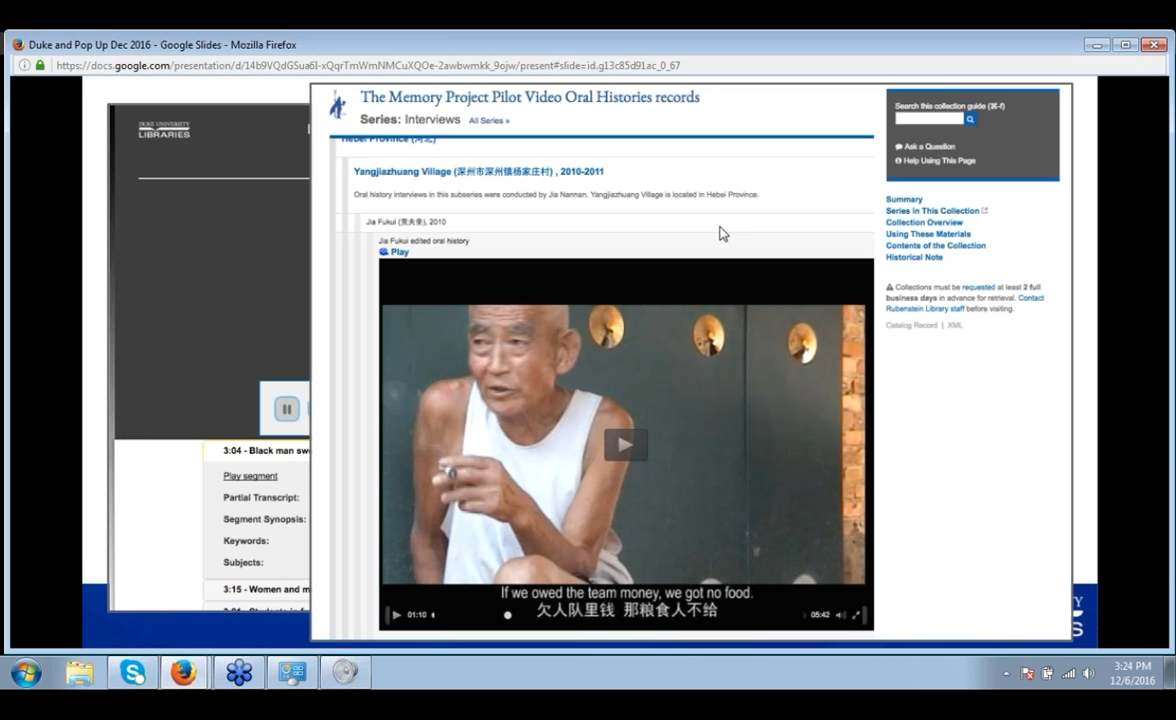 Duke and Pop Up Dec 2016 - Google Slides - Mozilla Firefox
https://docs.google.com/presentation/d/14b9VQdGSua6I-xQqrTmWmNMCuXQOe-2awbwmkk_9ojw/present#slide=id.g13c85d91ac_0_67
DUKE UNIVERSITY
LIBRARIES
3:04 - Black man sw
Play segment
Partial Transcript:
Segment Synopsis:
Keywords:
Subjects:
3:15 - Women and m
The Memory Project Pilot Video Oral Histories records
Series: Interviews All Series »
Hebei Province (河北)
Yangjiazhuang Village (深州市深州镇杨家庄村) , 2010-2011
Oral history interviews in this subseries were conducted by Jia Nannan. Yangjiazhuang Village is located in Hebei Province.
Jia Fukui (贾夫奎), 2010
Jia Fukui edited oral history
Play
If we owed the team money, we got no food.
欠人队里钱 那粮食人不给
01:10
05:42
Search this collection guide (⌘-f)
Ask a Question
Help Using This Page
Summary
Series in This Collection
Collection Overview
Using These Materials
Contents of the Collection
Historical Note
Collections must be requested at least 2 full
business days in advance for retrieval. Contact
Rubenstein Library staff before visiting.
Catalog Record | XML
Y
S
3:24 PM
12/6/2016